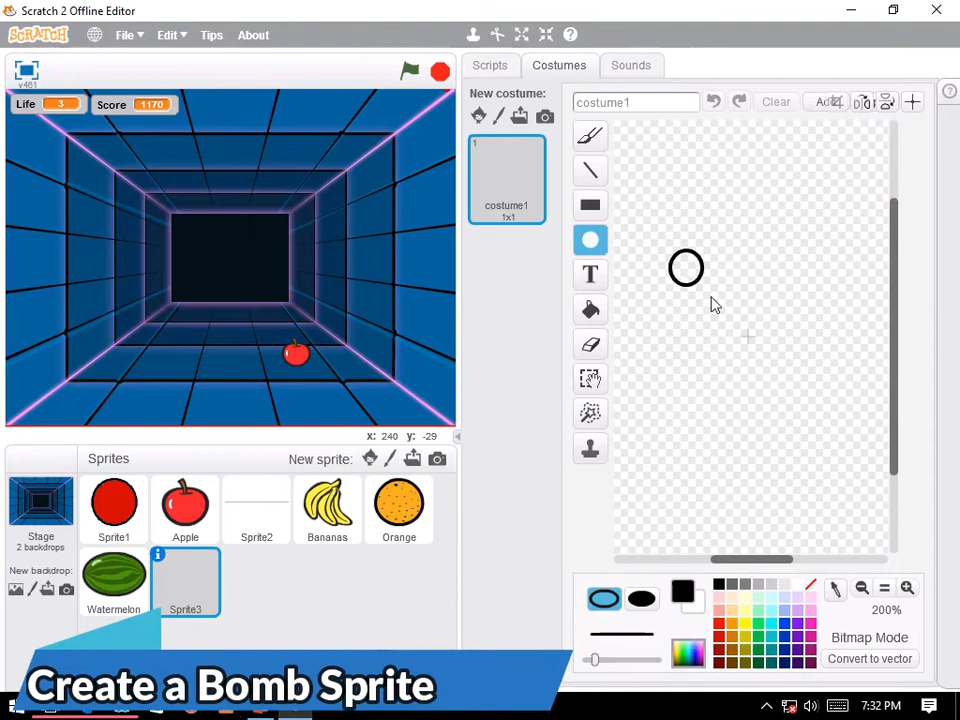 Scratch 2 Offline Editor
SCRATCH File Edit Tips About
v461
Scripts Costumes Sounds
Life 3 Score 1170
New costume:
costume1
Clear
1
costume1
1x1
T
x: 240 y: -29
Sprites New sprite:
Stage
2 backdrops
Sprite1 Apple Sprite2 Bananas Orange
New backdrop:
Watermelon Sprite3
200%
Bitmap Mode
Convert to vector
Create a Bomb Sprite
7:32 PM